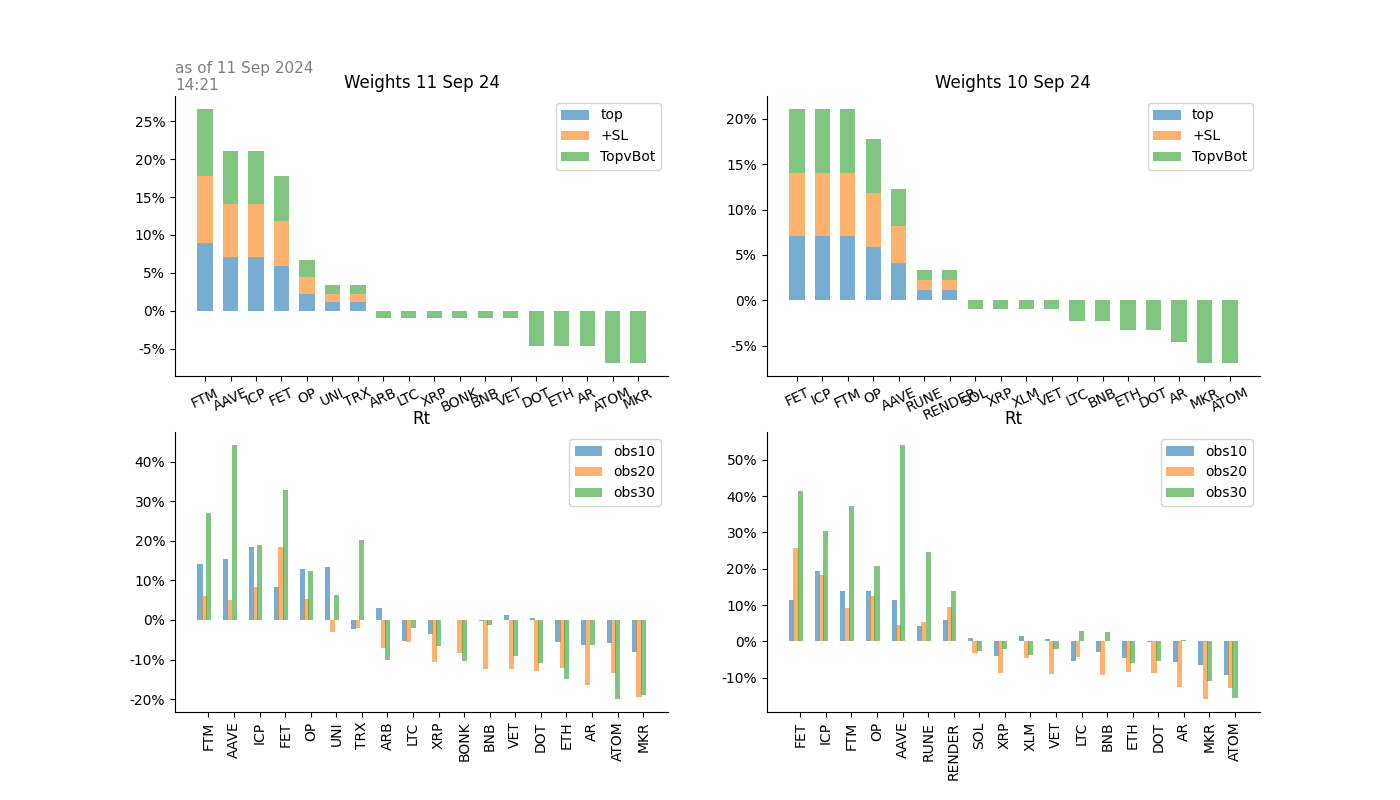 as of 11 Sep 2024
14:21
Weights 11 Sep 24
25%
20%
15%
10%
5%
0%
-5%
top
+SL
TopvBot
FTM AAVE ICP FET OP UNI TRX ARB LTC XRP BONK BNB VET DOT ETH AR ATOM MKR
Weights 10 Sep 24
20%
15%
10%
5%
0%
-5%
top
+SL
TopvBot
FET ICP FTM OP AAVE RUNE RENDER SOL XRP XLM VET LTC BNB ETH DOT AR MKR ATOM
Rt
40%
30%
20%
10%
0%
-10%
-20%
obs10
obs20
obs30
FTM AAVE ICP FET OP UNI TRX ARB LTC XRP BONK BNB VET DOT ETH AR ATOM MKR
Rt
50%
40%
30%
20%
10%
0%
-10%
obs10
obs20
obs30
FET ICP FTM OP AAVE RUNE RENDER SOL XRP XLM VET LTC BNB ETH DOT AR MKR ATOM